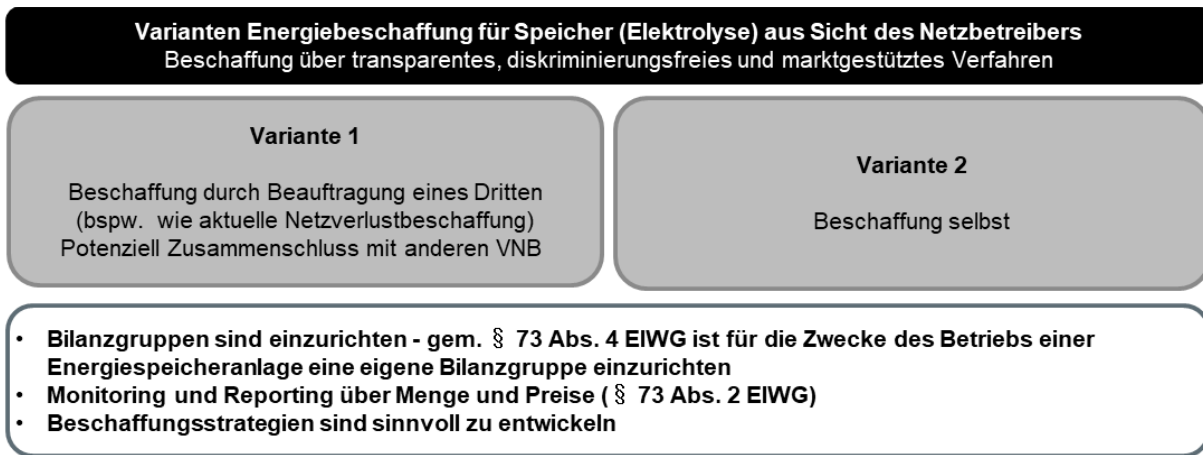 Varianten Energiebeschaffung für Speicher (Elektrolyse) aus Sicht des Netzbetreibers
Beschaffung über transparentes, diskriminierungsfreies und marktgestütztes Verfahren
Variante 1
Beschaffung durch Beauftragung eines Dritten
(bspw. wie aktuelle Netzverlustbeschaffung)
Potenziell Zusammenschluss mit anderen VNB
Variante 2
Beschaffung selbst
• Bilanzgruppen sind einzurichten - gem. § 73 Abs. 4 ElWG ist für die Zwecke des Betriebs einer
Energiespeicheranlage eine eigene Bilanzgruppe einzurichten
• Monitoring und Reporting über Menge und Preise ( § 73 Abs. 2 ElWG)
• Beschaffungsstrategien sind sinnvoll zu entwickeln